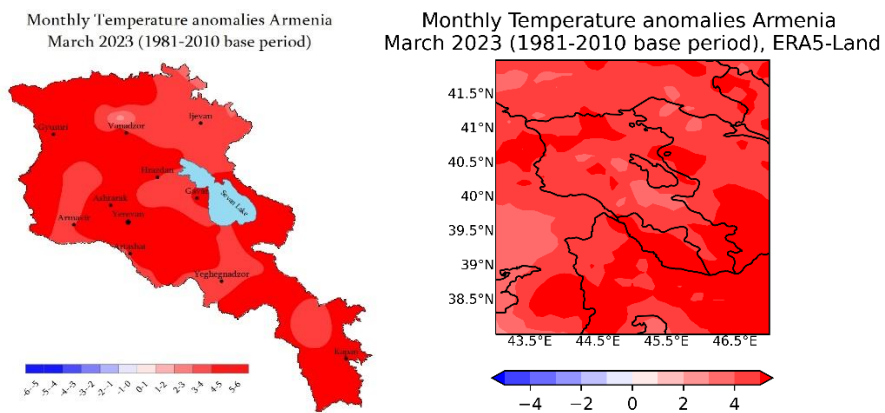 Monthly Temperature anomalies Armenia
March 2023 (1981-2010 base period)
Gyumri
Vanadzor
Ijevan
Hrazdan
Gavar
Sevan Lake
Ashtarak
Armavir
Yerevan
Artashat
Yeghegnadzor
Kapan
-6--5
-5--4
-4--3
-3--2
-2--1
-1-0
0-1
1-2
2-3
3-4
4-5
5-6
Monthly Temperature anomalies Armenia
March 2023 (1981-2010 base period), ERA5-Land
41.5°N
41°N
40.5°N
40°N
39.5°N
39°N
38.5°N
43.5°E 44.5°E 45.5°E 46.5°E
−4 −2 0 2 4